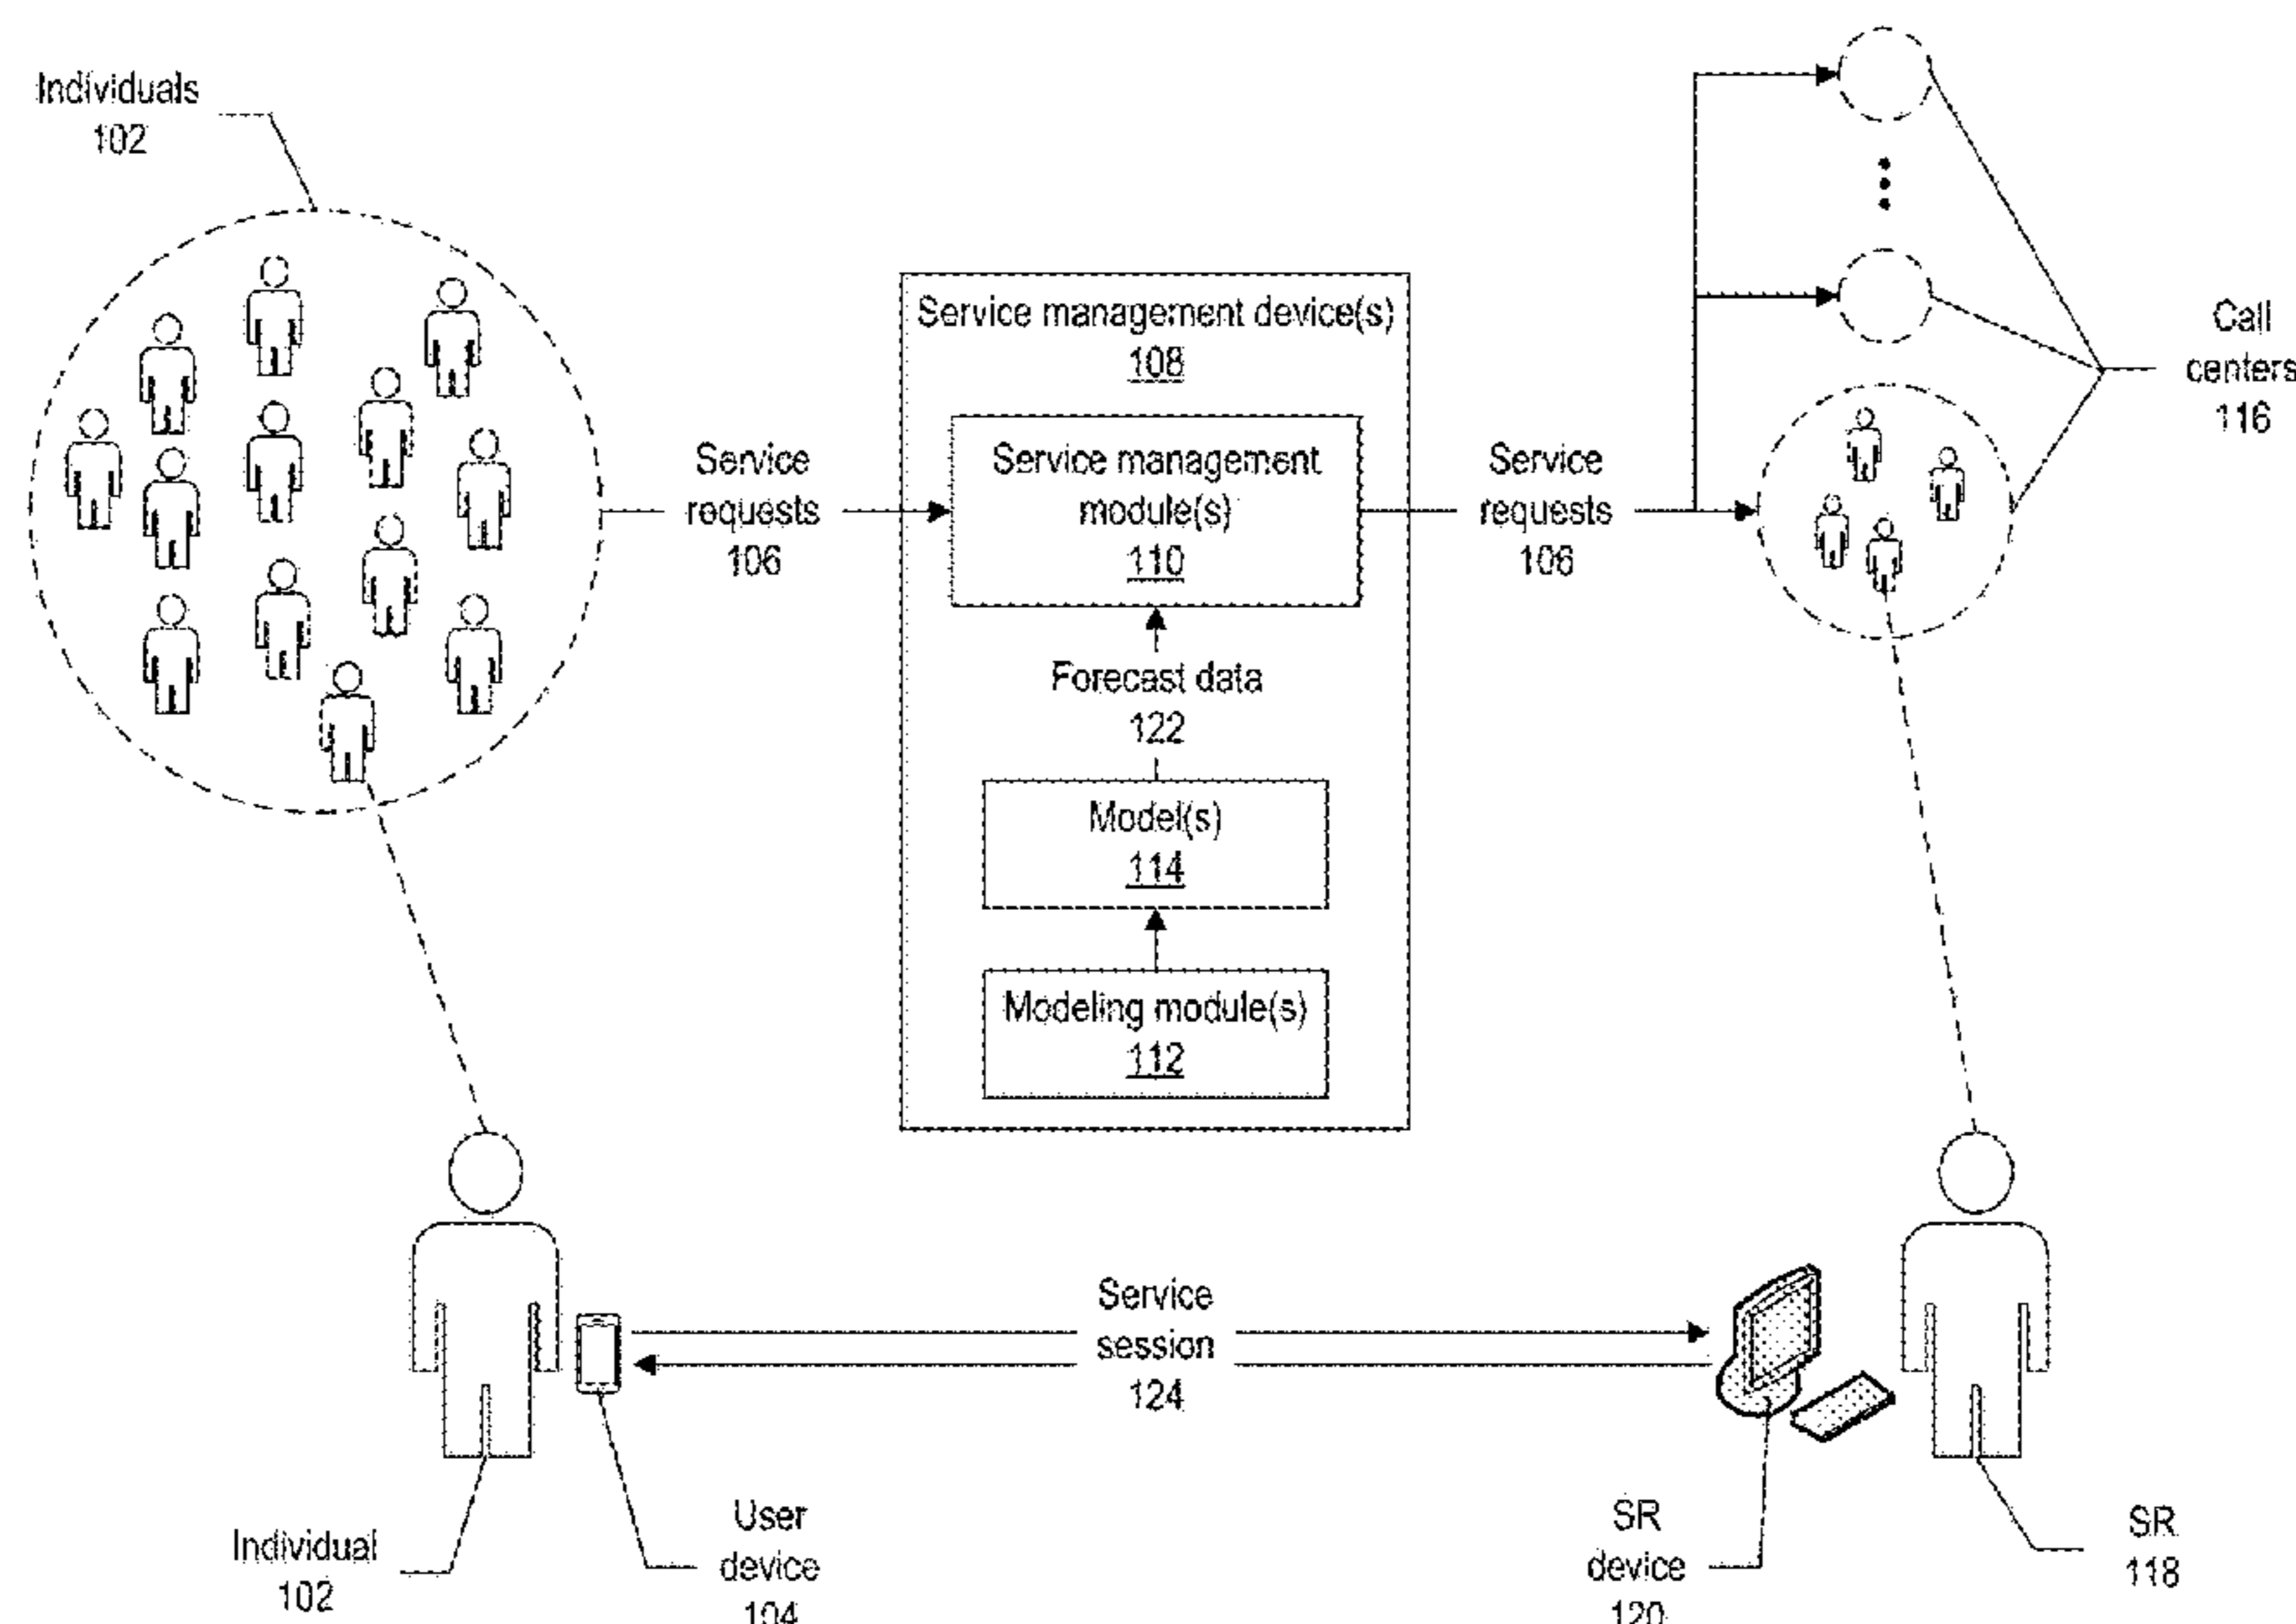 Individuals
102
Service
requests
106
Service management device(s)
108
Service management
module(s)
110
Forecast data
122
Model(s)
114
Modeling module(s)
112
Service
requests
106
Call
centers
116
Service
session
124
Individual
102
User
device
104
SR
device
120
SR
118